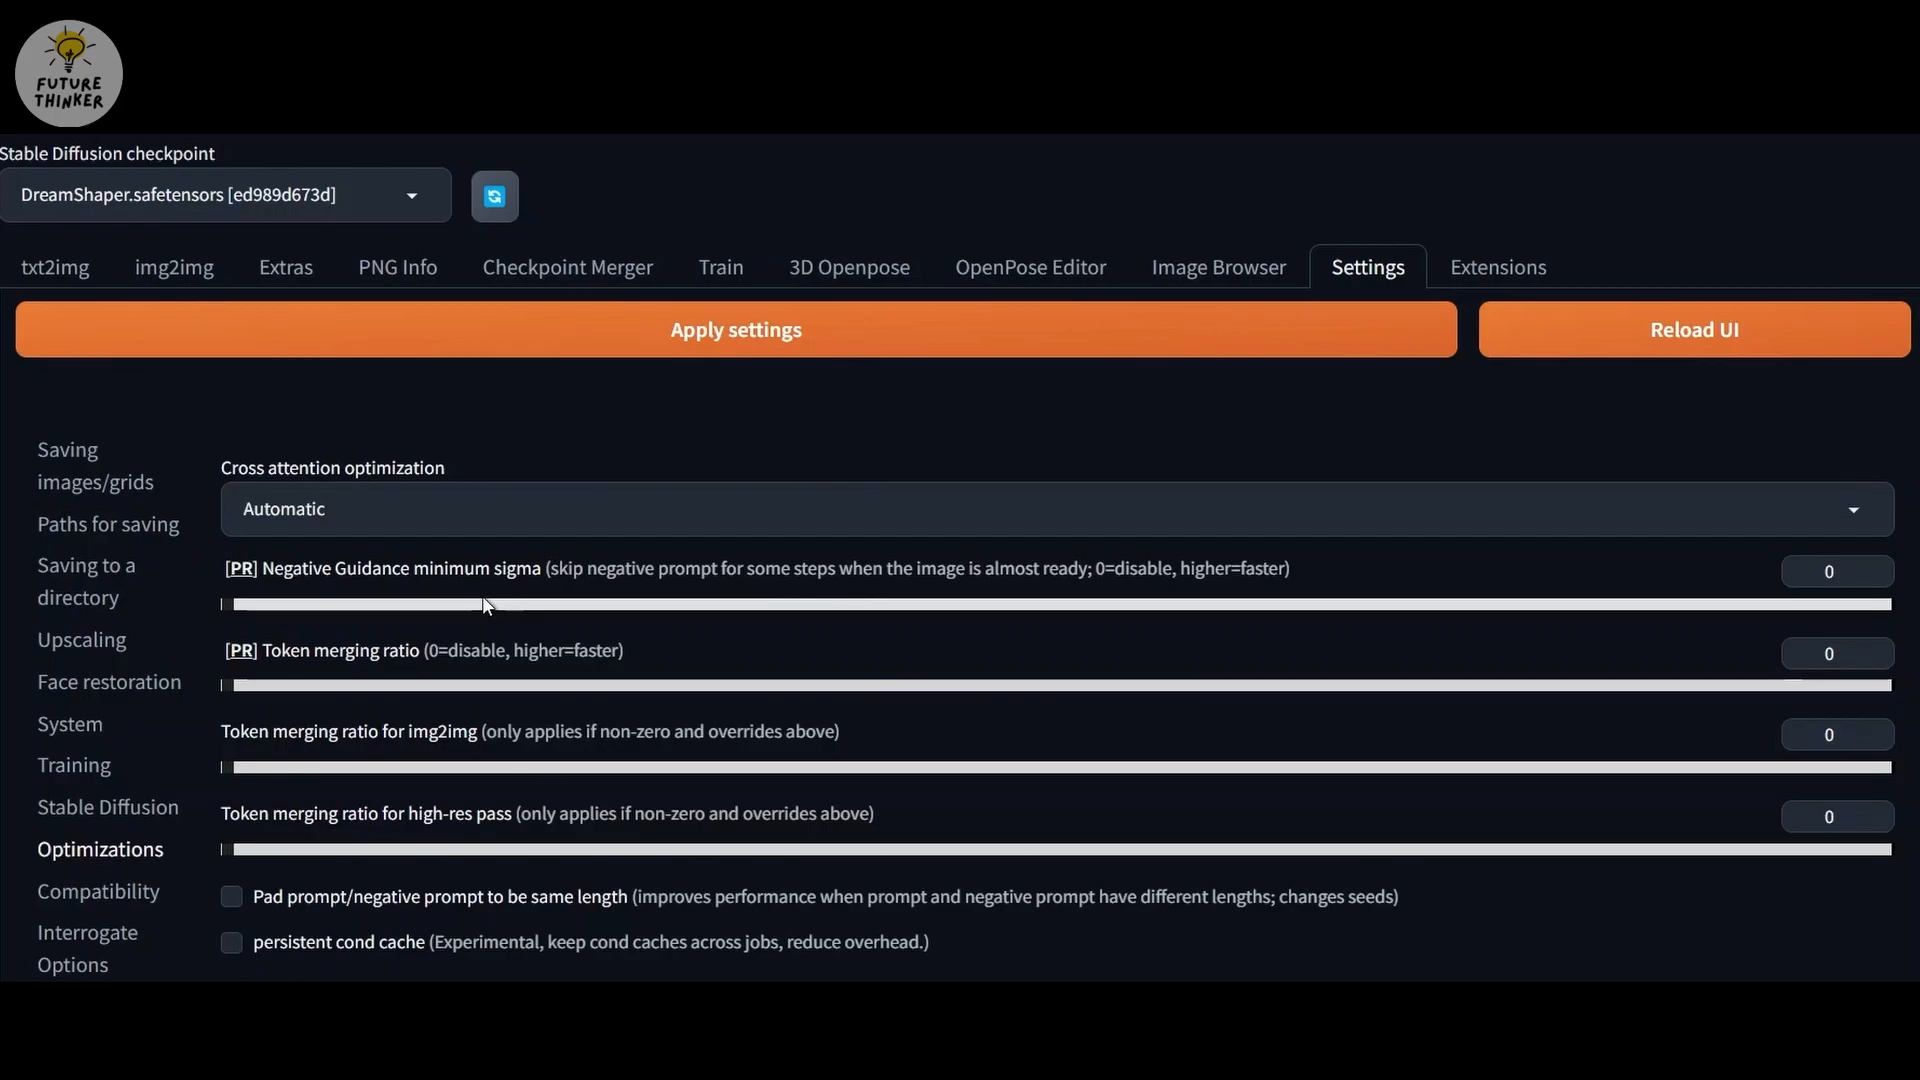 FUTURE
THINKER
Stable Diffusion checkpoint
DreamShaper.safetensors [ed989d673d]
txt2img img2img Extras PNG Info Checkpoint Merger Train 3D Openpose OpenPose Editor Image Browser Settings Extensions
Apply settings Reload UI
Saving
images/grids
Paths for saving
Saving to a
directory
Upscaling
Face restoration
System
Training
Stable Diffusion
Optimizations
Compatibility
Interrogate
Options
Cross attention optimization
Automatic
[PR] Negative Guidance minimum sigma (skip negative prompt for some steps when the image is almost ready; 0=disable, higher=faster) 0
[PR] Token merging ratio (0=disable, higher=faster) 0
Token merging ratio for img2img (only applies if non-zero and overrides above) 0
Token merging ratio for high-res pass (only applies if non-zero and overrides above) 0
Pad prompt/negative prompt to be same length (improves performance when prompt and negative prompt have different lengths; changes seeds)
persistent cond cache (Experimental, keep cond caches across jobs, reduce overhead.)